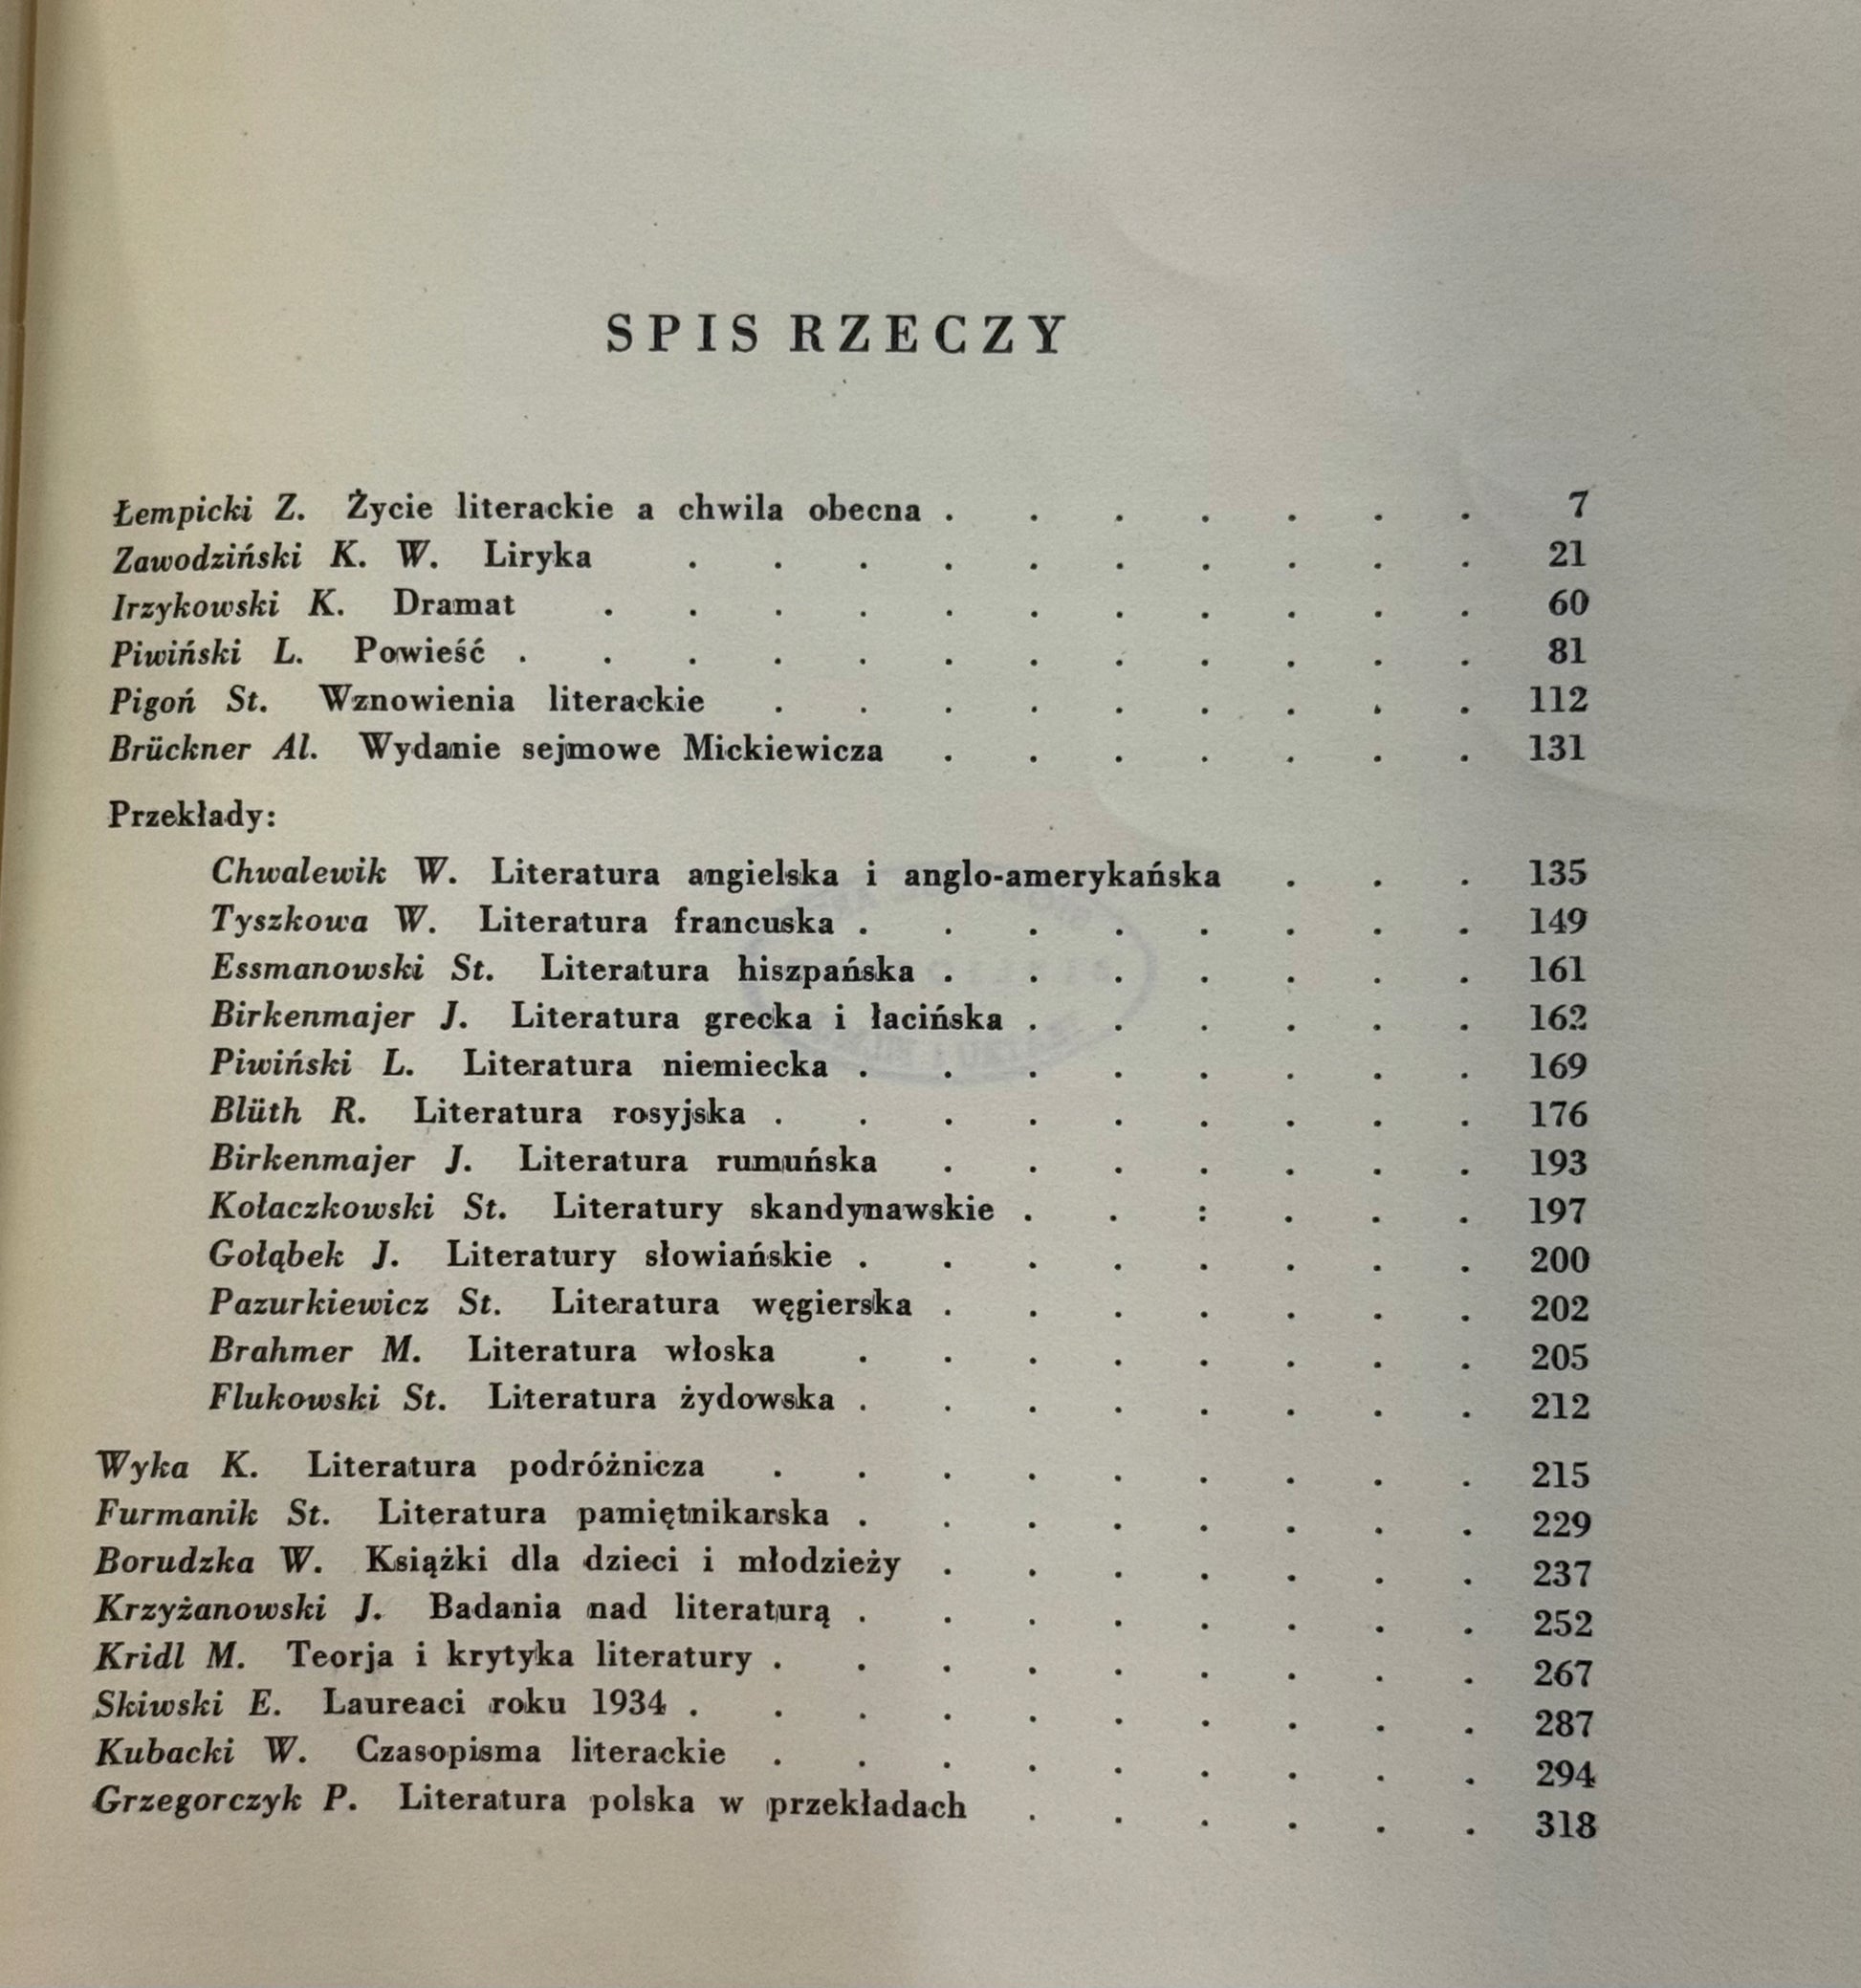 SPIS RZECZY
Łempicki Z. Życie literackie a chwila obecna . . . . . . . 7
Zawodziński K. W. Liryka . . . . . . . . . . 21
Irzykowski K. Dramat . . . . . . . . . . . 60
Piwiński L. Powieść . . . . . . . . . . . . 81
Pigoń St. Wznowienia literackie . . . . . . . . . 112
Brückner Al. Wydanie sejmowe Mickiewicza . . . . . . . 131
Przekłady:
Chwalewik W. Literatura angielska i anglo-amerykańska . . . 135
Tyszkowa W. Literatura francuska . . . . . . . . 149
Essmanowski St. Literatura hiszpańska . . . . . . . 161
Birkenmajer J. Literatura grecka i łacińska . . . . . . 162
Piwiński L. Literatura niemiecka . . . . . . . . 169
Blüth R. Literatura rosyjska . . . . . . . . . 176
Birkenmajer J. Literatura rumuńska . . . . . . . 193
Kołaczkowski St. Literatury skandynawskie . . : . . . 197
Gołąbek J. Literatury słowiańskie . . . . . . . . 200
Pazurkiewicz St. Literatura węgierska . . . . . . . 202
Brahmer M. Literatura włoska . . . . . . . . 205
Flukowski St. Literatura żydowska . . . . . . . . 212
Wyka K. Literatura podróżnicza . . . . . . . . . 215
Furmanik St. Literatura pamiętnikarska . . . . . . . . 229
Borudzka W. Książki dla dzieci i młodzieży . . . . . . . 237
Krzyżanowski J. Badania nad literaturą . . . . . . . . 252
Kridl M. Teorja i krytyka literatury . . . . . . . . . 267
Skiwski E. Laureaci roku 1934 . . . . . . . . . . 287
Kubacki W. Czasopisma literackie . . . . . . . . . 294
Grzegorczyk P. Literatura polska w przekładach . . . . . . 318